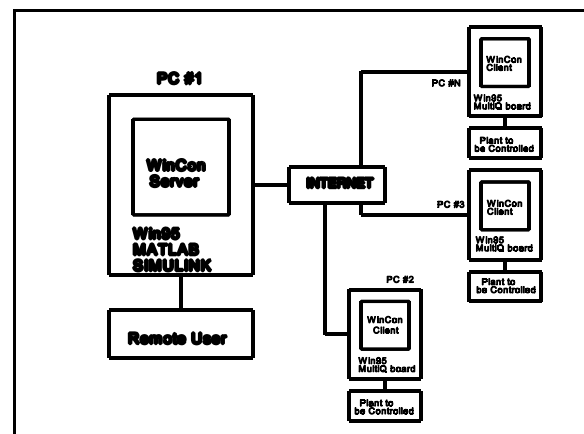 PC #1
WinCon
Server
Win95
MATLAB
SIMULINK
Remote User
INTERNET
PC #N
WinCon
Client
Win95
MultiQ board
Plant to
be Controlled
PC #3
WinCon
Client
Win95
MultiQ board
Plant to
be Controlled
PC #2
WinCon
Client
Win95
MultiQ board
Plant to
be Controlled